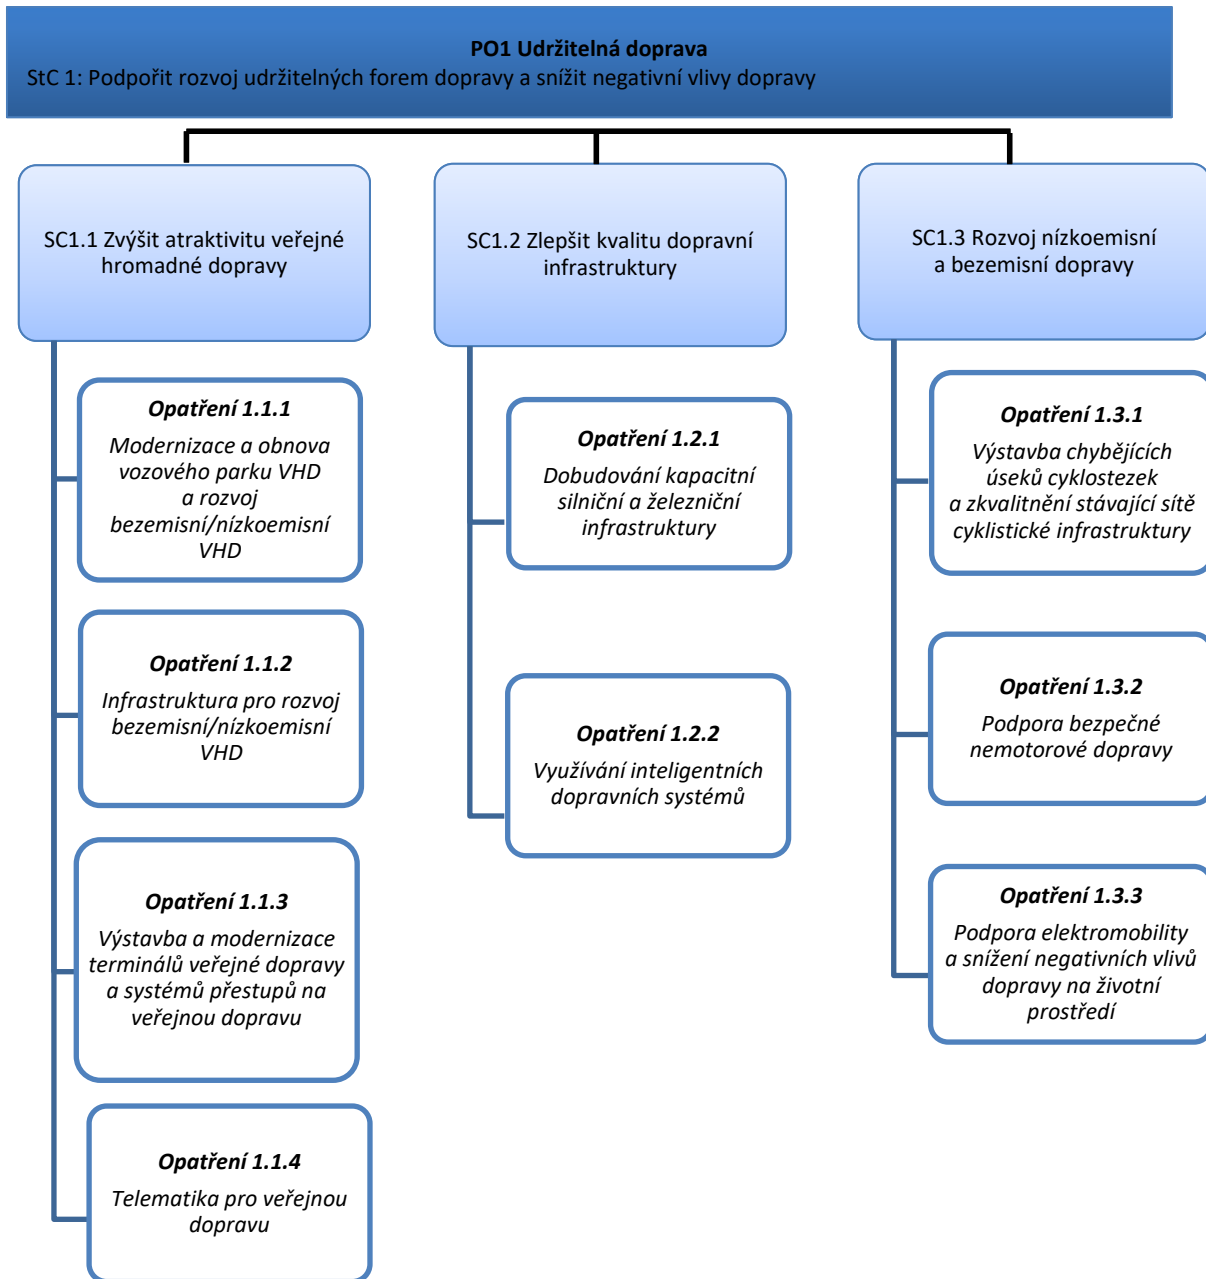 PO1 Udržitelná doprava
StC 1: Podpořit rozvoj udržitelných forem dopravy a snížit negativní vlivy dopravy
SC1.1 Zvýšit atraktivitu veřejné
hromadné dopravy
SC1.2 Zlepšit kvalitu dopravní
infrastruktury
SC1.3 Rozvoj nízkoemisní
a bezemisní dopravy
Opatření 1.1.1
Modernizace a obnova
vozového parku VHD
a rozvoj
bezemisní/nízkoemisní
VHD
Opatření 1.1.2
Infrastruktura pro rozvoj
bezemisní/nízkoemisní
VHD
Opatření 1.1.3
Výstavba a modernizace
terminálů veřejné dopravy
a systémů přestupů na
veřejnou dopravu
Opatření 1.1.4
Telematika pro veřejnou
dopravu
Opatření 1.2.1
Dobudování kapacitní
silniční a železniční
infrastruktury
Opatření 1.2.2
Využívání inteligentních
dopravních systémů
Opatření 1.3.1
Výstavba chybějících
úseků cyklostezek
a zkvalitnění stávající sítě
cyklistické infrastruktury
Opatření 1.3.2
Podpora bezpečné
nemotorové dopravy
Opatření 1.3.3
Podpora elektromobility
a snížení negativních vlivů
dopravy na životní
prostředí